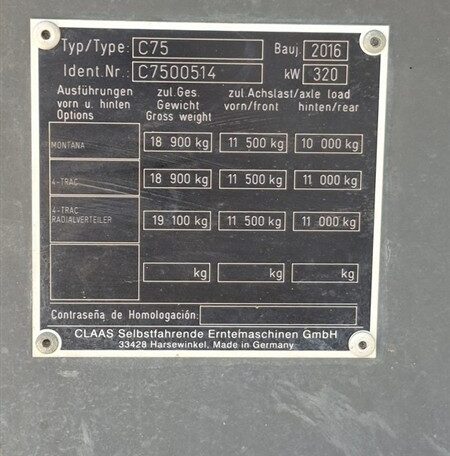 Typ/Type: C75 Bauj. 2016
Ident.Nr.: C7500514 kW 320
Ausführungen zul.Ges. zul.Achslast/axle load
vorn u. hinten Gewicht vorn/front hinten/rear
Options Gross weight
MONTANA 18 900 kg 11 500 kg 10 000 kg
4-TRAC 18 900 kg 11 500 kg 11 000 kg
4-TRAC
RADIALVERTEILER 19 100 kg 11 500 kg 11 000 kg
kg kg kg
Contraseña de Homologación:
CLAAS Selbstfahrende Erntemaschinen GmbH
33428 Harsewinkel, Made in Germany